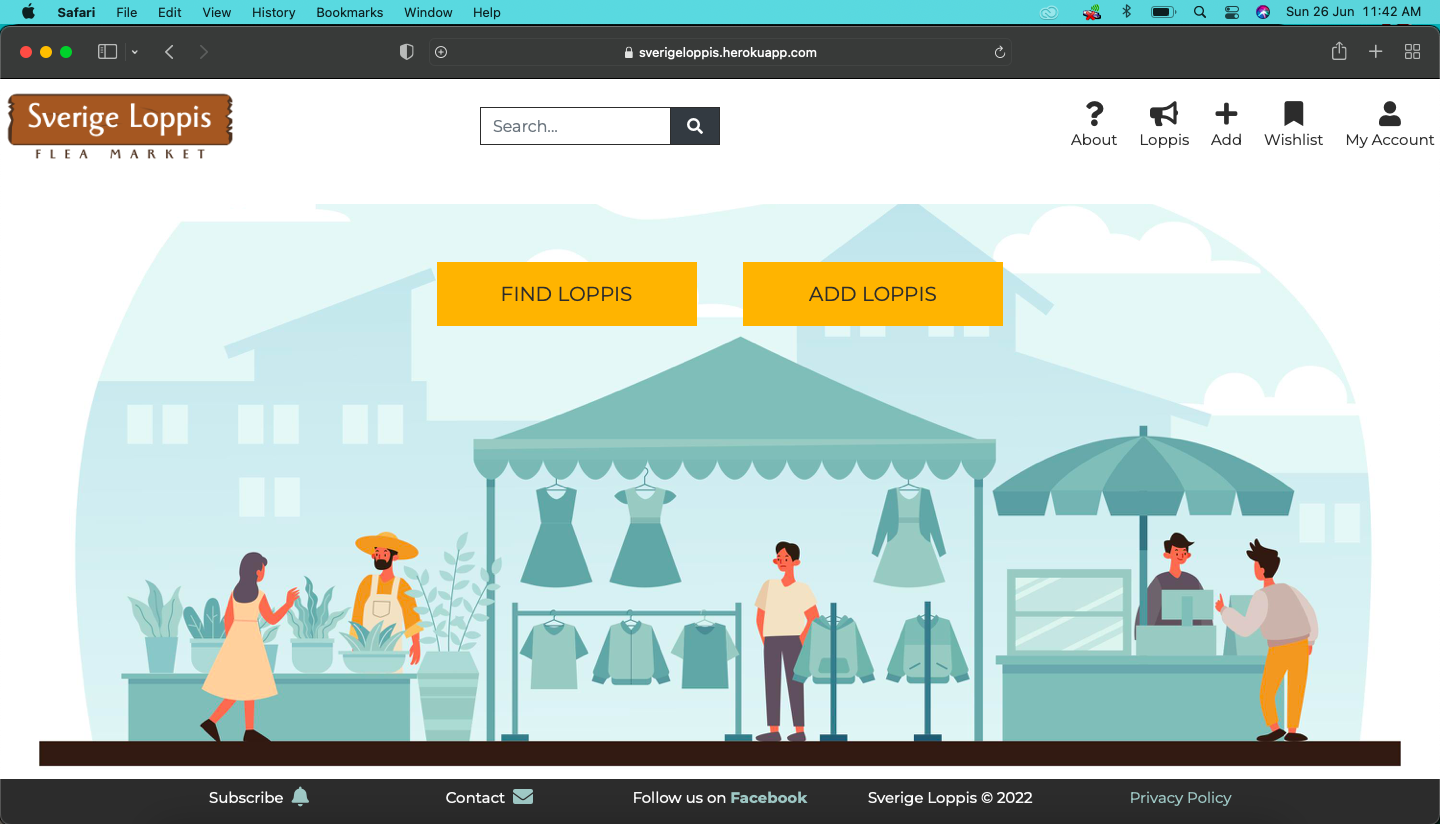 Safari File Edit View History Bookmarks Window Help Sun 26 Jun 11:42 AM
sverigeloppis.herokuapp.com
Sverige Loppis
FLEA MARKET
Search...
About Loppis Add Wishlist My Account
FIND LOPPIS ADD LOPPIS
Subscribe Contact Follow us on Facebook Sverige Loppis © 2022 Privacy Policy